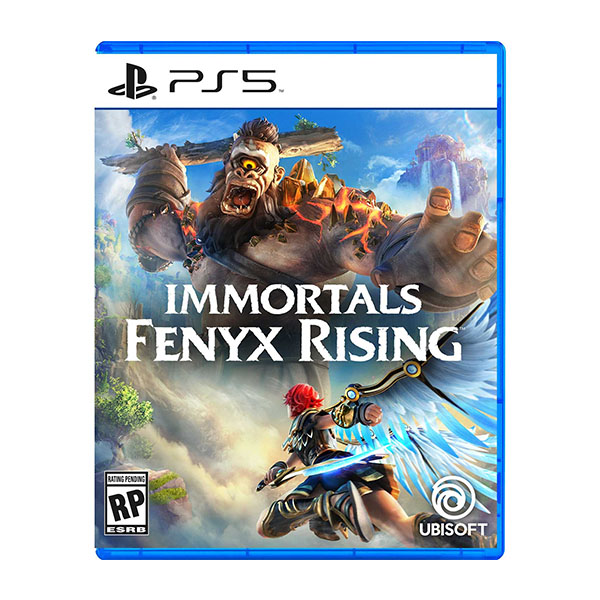 PS5
IMMORTALS
FENYX RISING
RATING PENDING
RP
ESRB
UBISOFT